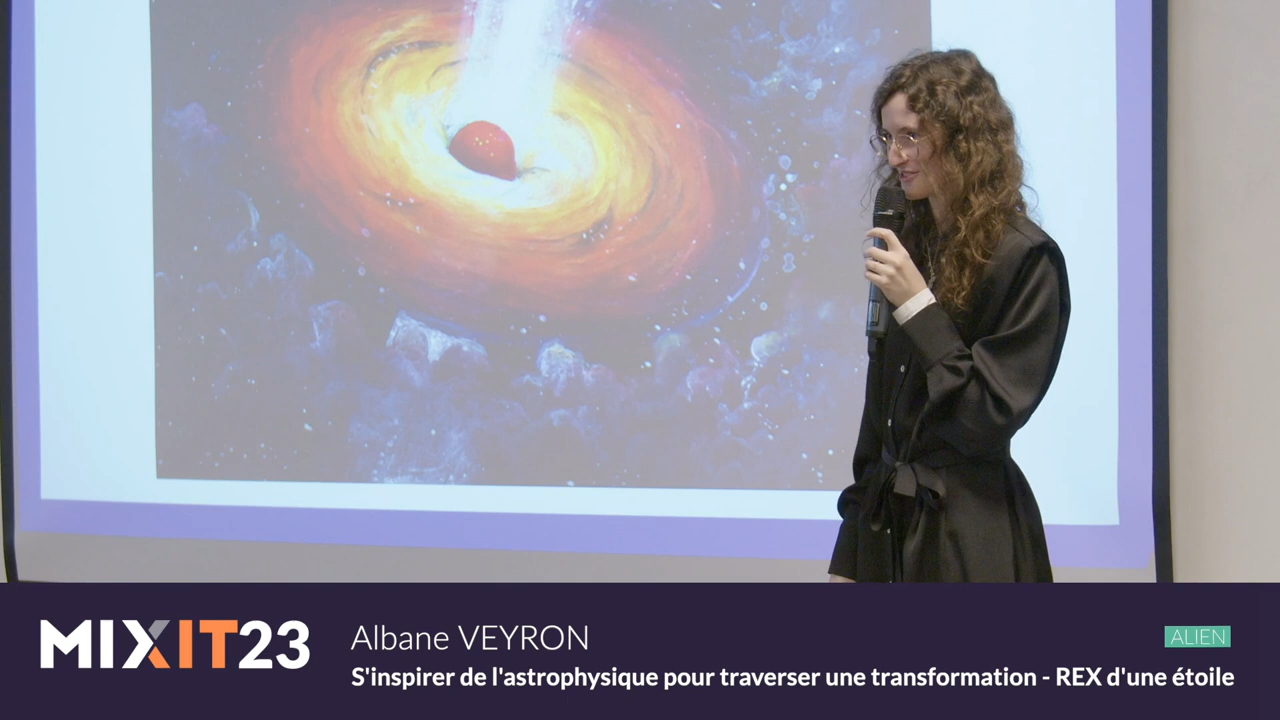 MIXIT23
Albane VEYRON
ALIEN
S'inspirer de l'astrophysique pour traverser une transformation - REX d'une étoile